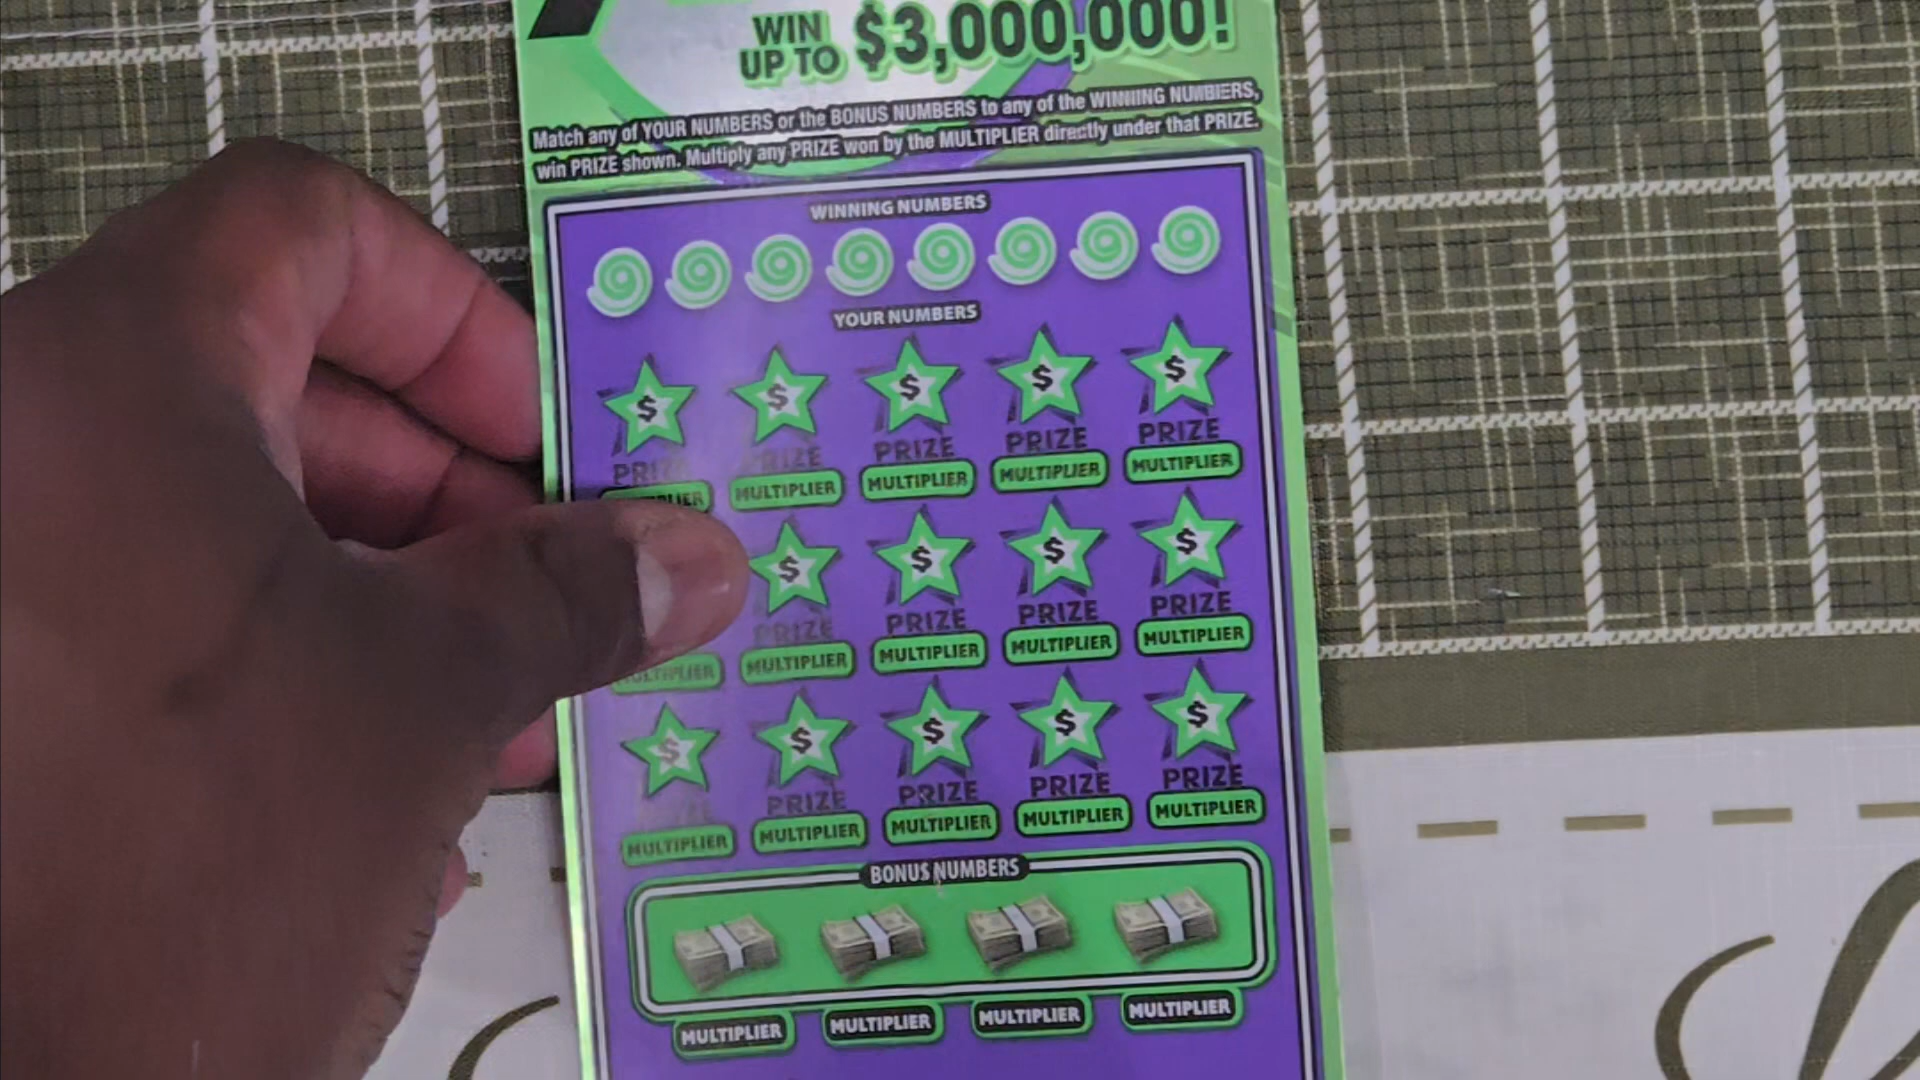 WIN
UP TO $3,000,000!
Match any of YOUR NUMBERS or the BONUS NUMBERS to any of the WINNING NUMBERS,
win PRIZE shown. Multiply any PRIZE won by the MULTIPLIER directly under that PRIZE.
WINNING NUMBERS
YOUR NUMBERS
$ $ $ $ $
PRIZE PRIZE PRIZE PRIZE PRIZE
MULTIPLIER MULTIPLIER MULTIPLIER MULTIPLIER
$ $ $ $
PRIZE PRIZE PRIZE PRIZE
MULTIPLIER MULTIPLIER MULTIPLIER MULTIPLIER MULTIPLIER
$ $ $ $ $
PRIZE PRIZE PRIZE PRIZE
MULTIPLIER MULTIPLIER MULTIPLIER MULTIPLIER MULTIPLIER
BONUS NUMBERS
MULTIPLIER MULTIPLIER MULTIPLIER MULTIPLIER